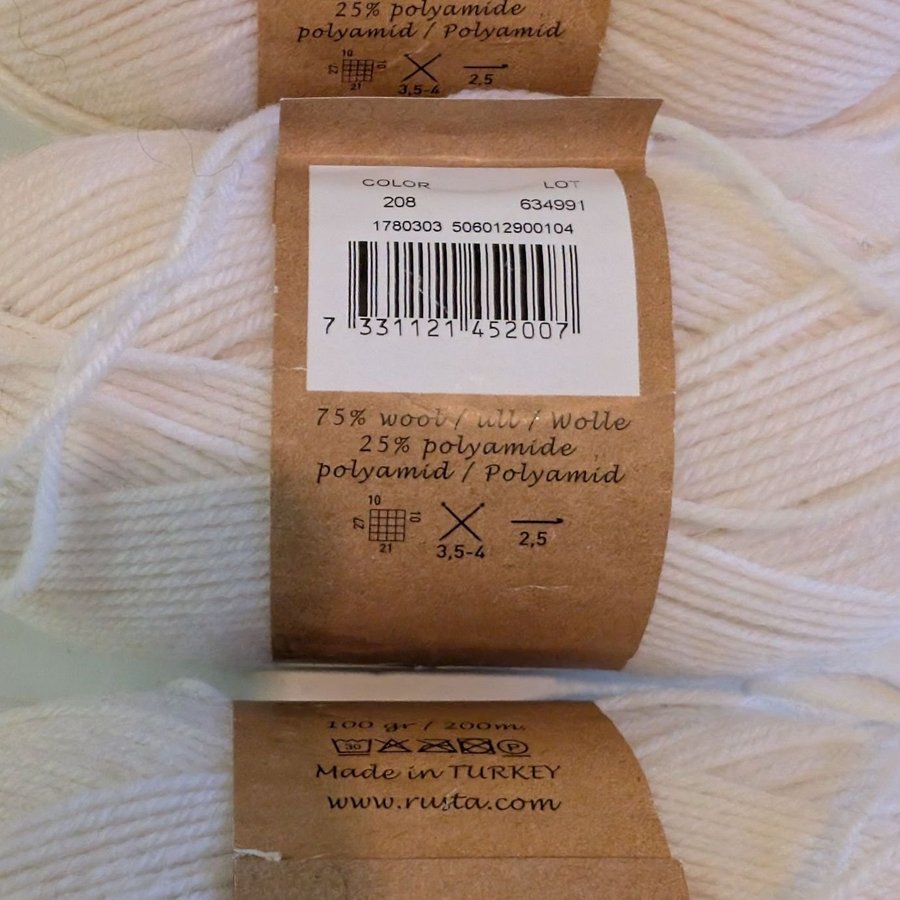 25% polyamide
polyamid / Polyamid
10
27 10
21
3,5-4 2,5
COLOR LOT
208 634991
1780303 506012900104
7 331121 452007
75% wool / ull / Wolle
25% polyamide
polyamid / Polyamid
10
27 10
21
3,5-4 2,5
100 gr / 200m.
30 P
Made in TURKEY
www.rusta.com